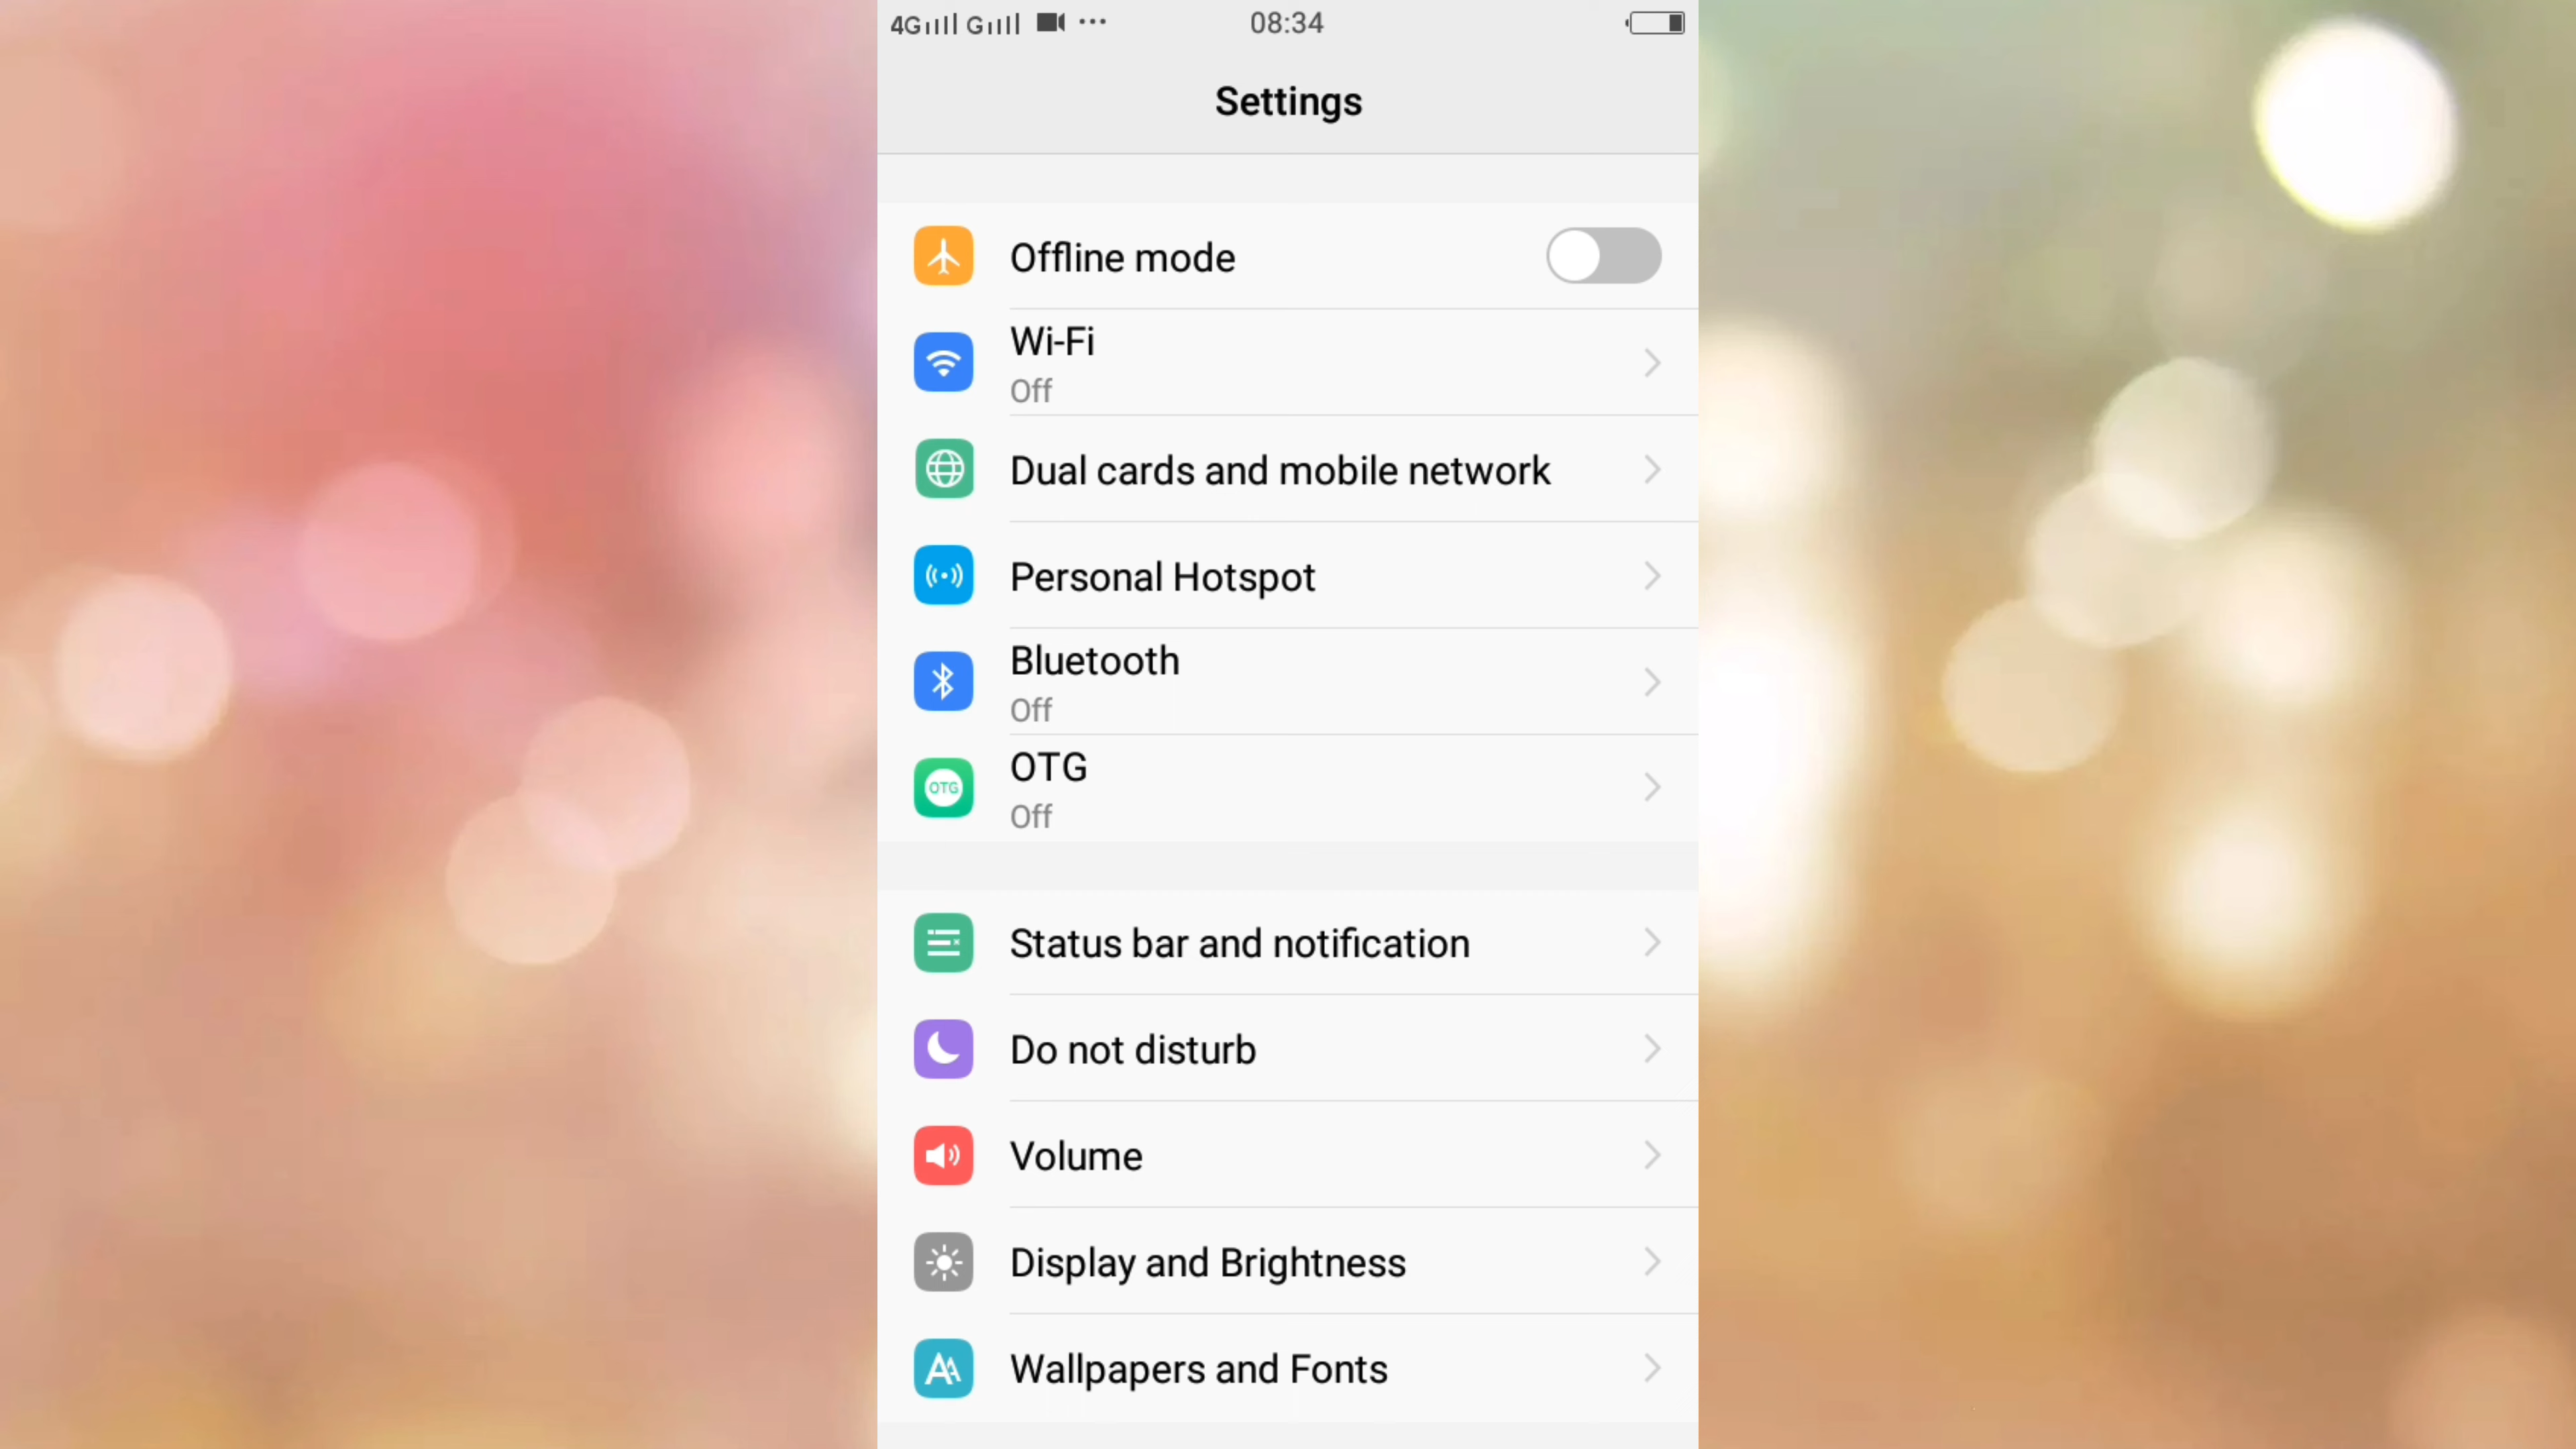 4G G 08:34
Settings
Offline mode
Wi-Fi
Off
Dual cards and mobile network
Personal Hotspot
Bluetooth
Off
OTG
OTG
Off
Status bar and notification
Do not disturb
Volume
Display and Brightness
Wallpapers and Fonts